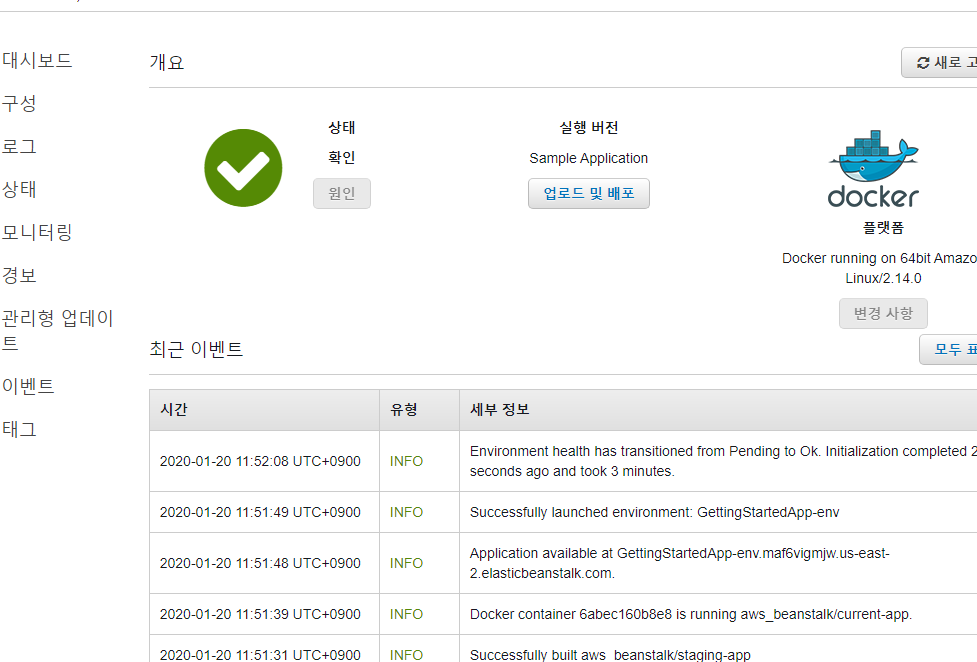 대시보드
구성
로그
상태
모니터링
경보
관리형 업데이
트
이벤트
태그
개요
새로
상태
확인
원인
실행 버전
Sample Application
업로드 및 배포
docker
플랫폼
Docker running on 64bit Amazo
Linux/2.14.0
변경 사항
최근 이벤트
모두
시간 유형 세부 정보
2020-01-20 11:52:08 UTC+0900 INFO Environment health has transitioned from Pending to Ok. Initialization completed 2
seconds ago and took 3 minutes.
2020-01-20 11:51:49 UTC+0900 INFO Successfully launched environment: GettingStartedApp-env
2020-01-20 11:51:48 UTC+0900 INFO Application available at GettingStartedApp-env.maf6vigmjw.us-east-
2.elasticbeanstalk.com.
2020-01-20 11:51:39 UTC+0900 INFO Docker container 6abec160b8e8 is running aws_beanstalk/current-app.
2020-01-20 11:51:31 UTC+0900 INFO Successfully built aws_beanstalk/staging-app